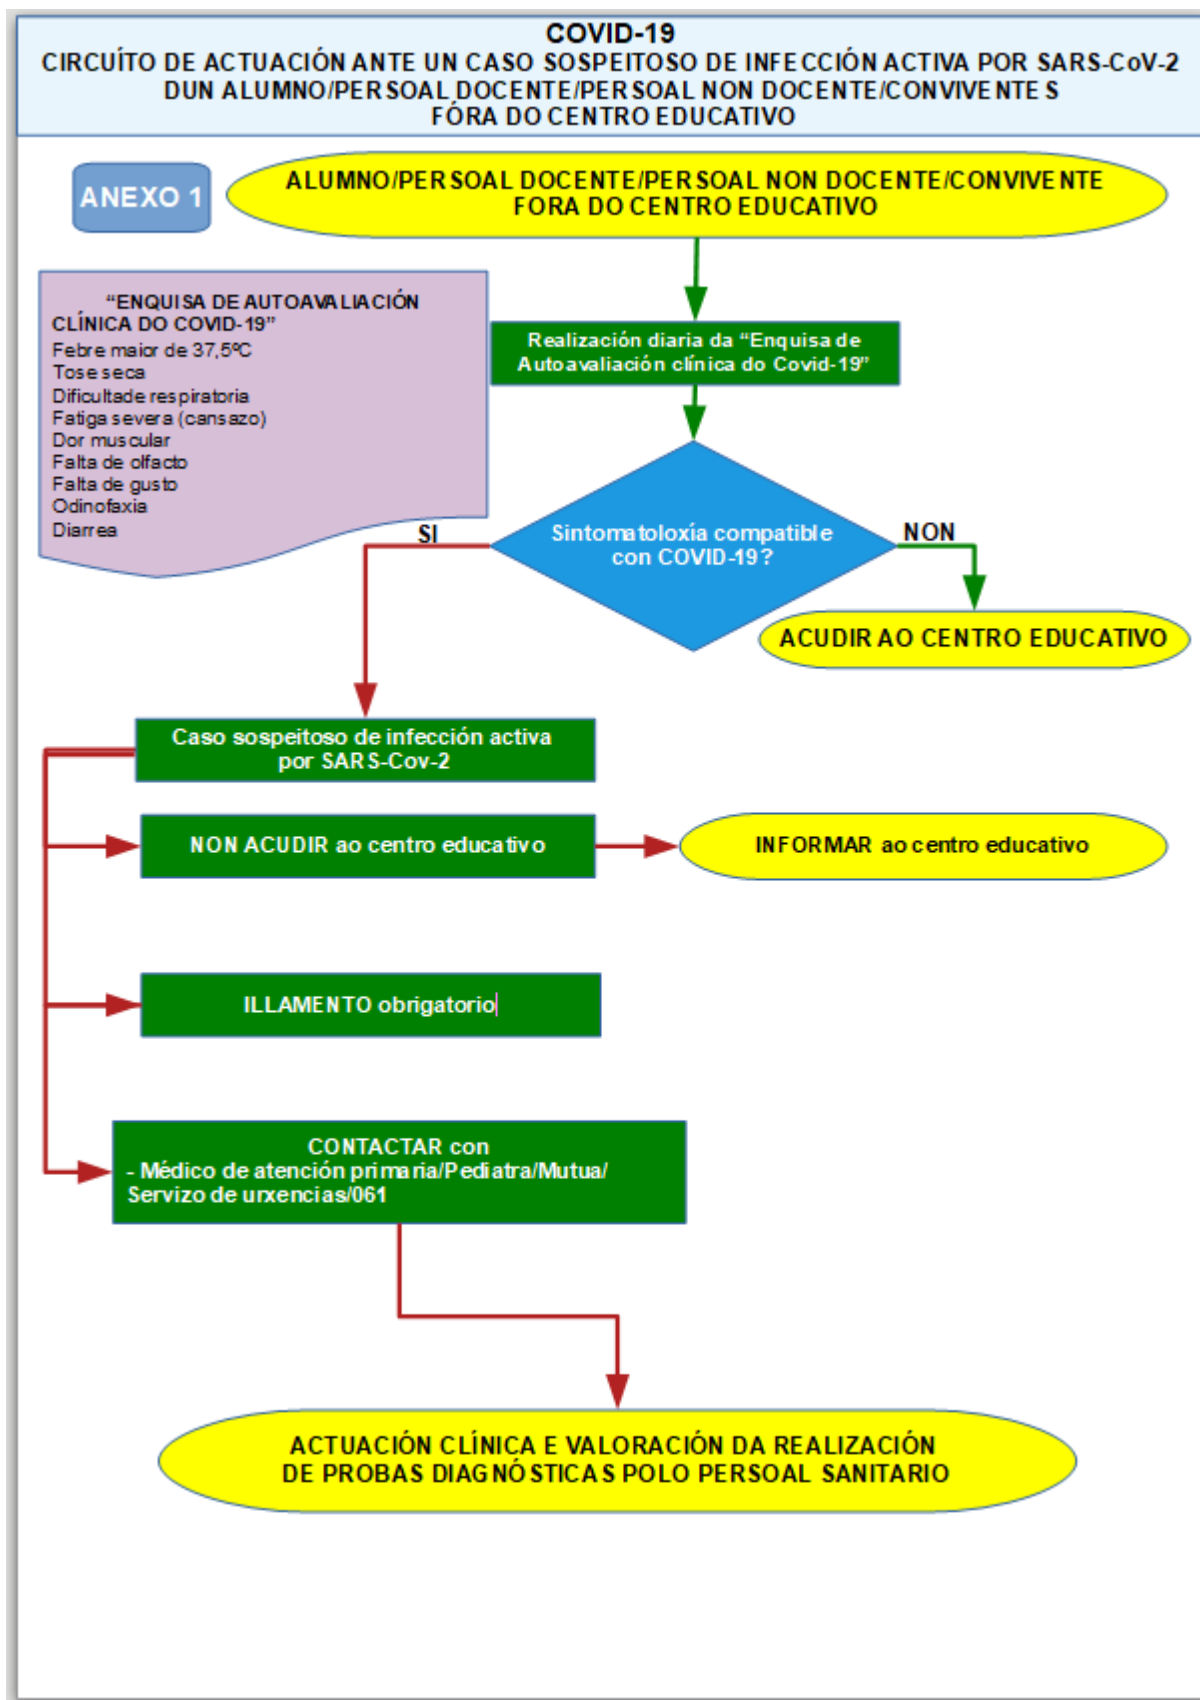 COVID-19
CIRCUÍTO DE ACTUACIÓN ANTE UN CASO SOSPEITOSO DE INFECCIÓN ACTIVA POR SARS-CoV-2
DUN ALUMNO/PERSOAL DOCENTE/PERSOAL NON DOCENTE/CONVIVENTE S
FÓRA DO CENTRO EDUCATIVO
ANEXO 1
ALUMNO/PERSOAL DOCENTE/PERSOAL NON DOCENTE/CONVIVENTE
FORA DO CENTRO EDUCATIVO
“ENQUISA DE AUTOAVALIACIÓN
CLÍNICA DO COVID-19”
Febre maior de 37,5ºC
Tose seca
Dificultade respiratoria
Fatiga severa (cansazo)
Dor muscular
Falta de olfacto
Falta de gusto
Odinofaxia
Diarrea
Realización diaria da “Enquisa de
Autoavaliación clínica do Covid-19”
Sintomatoloxía compatible
con COVID-19?
SI
NON
ACUDIR AO CENTRO EDUCATIVO
Caso sospeitoso de infección activa
por SARS-Cov-2
NON ACUDIR ao centro educativo
INFORMAR ao centro educativo
ILLAMENTO obrigatorio
CONTACTAR con
- Médico de atención primaria/Pediatra/Mutua/
Servizo de urxencias/061
ACTUACIÓN CLÍNICA E VALORACIÓN DA REALIZACIÓN
DE PROBAS DIAGNÓSTICAS POLO PERSOAL SANITARIO